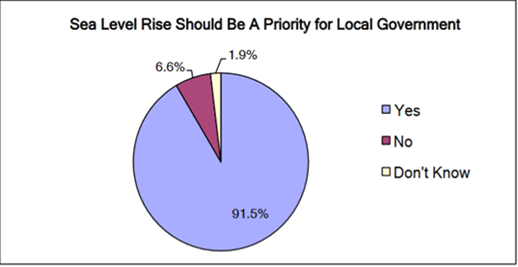 Sea Level Rise Should Be A Priority for Local Government
1.9%
6.6%
Yes
No
Don't Know
91.5%